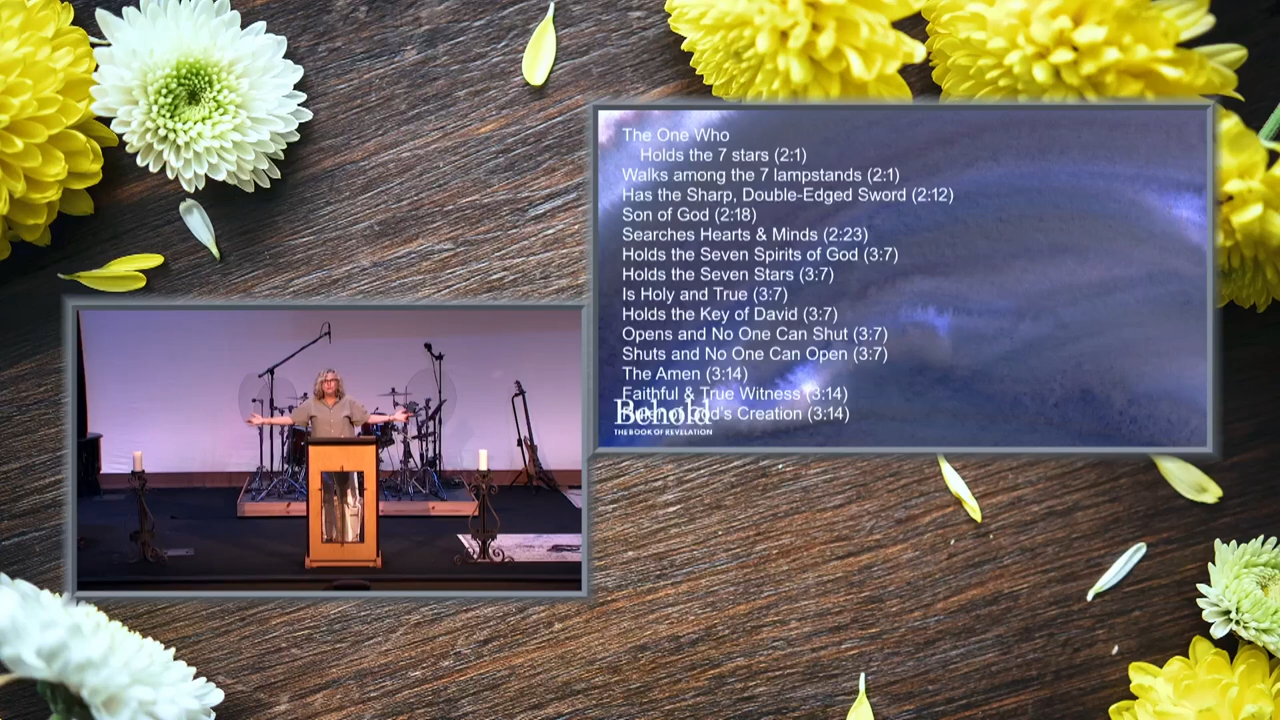 The One Who
Holds the 7 stars (2:1)
Walks among the 7 lampstands (2:1)
Has the Sharp, Double-Edged Sword (2:12)
Son of God (2:18)
Searches Hearts & Minds (2:23)
Holds the Seven Spirits of God (3:7)
Holds the Seven Stars (3:7)
Is Holy and True (3:7)
Holds the Key of David (3:7)
Opens and No One Can Shut (3:7)
Shuts and No One Can Open (3:7)
The Amen (3:14)
Faithful & True Witness (3:14)
Ruler of God's Creation (3:14)
Behold
THE BOOK OF REVELATION